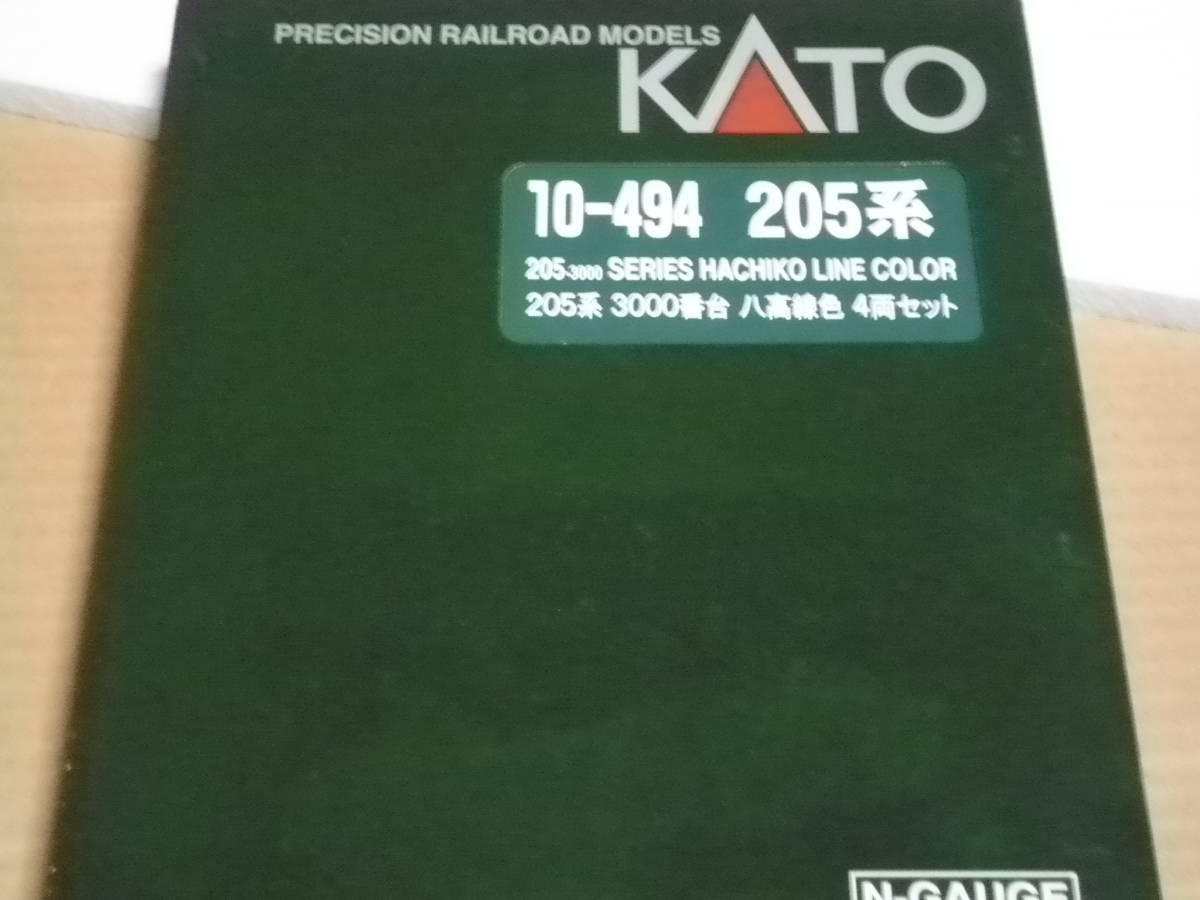 PRECISION RAILROAD MODELS
KATO
10-494 205系
205-3000 SERIES HACHIKO LINE COLOR
205系 3000番台 八高線色 4両セット
N-GAUGE